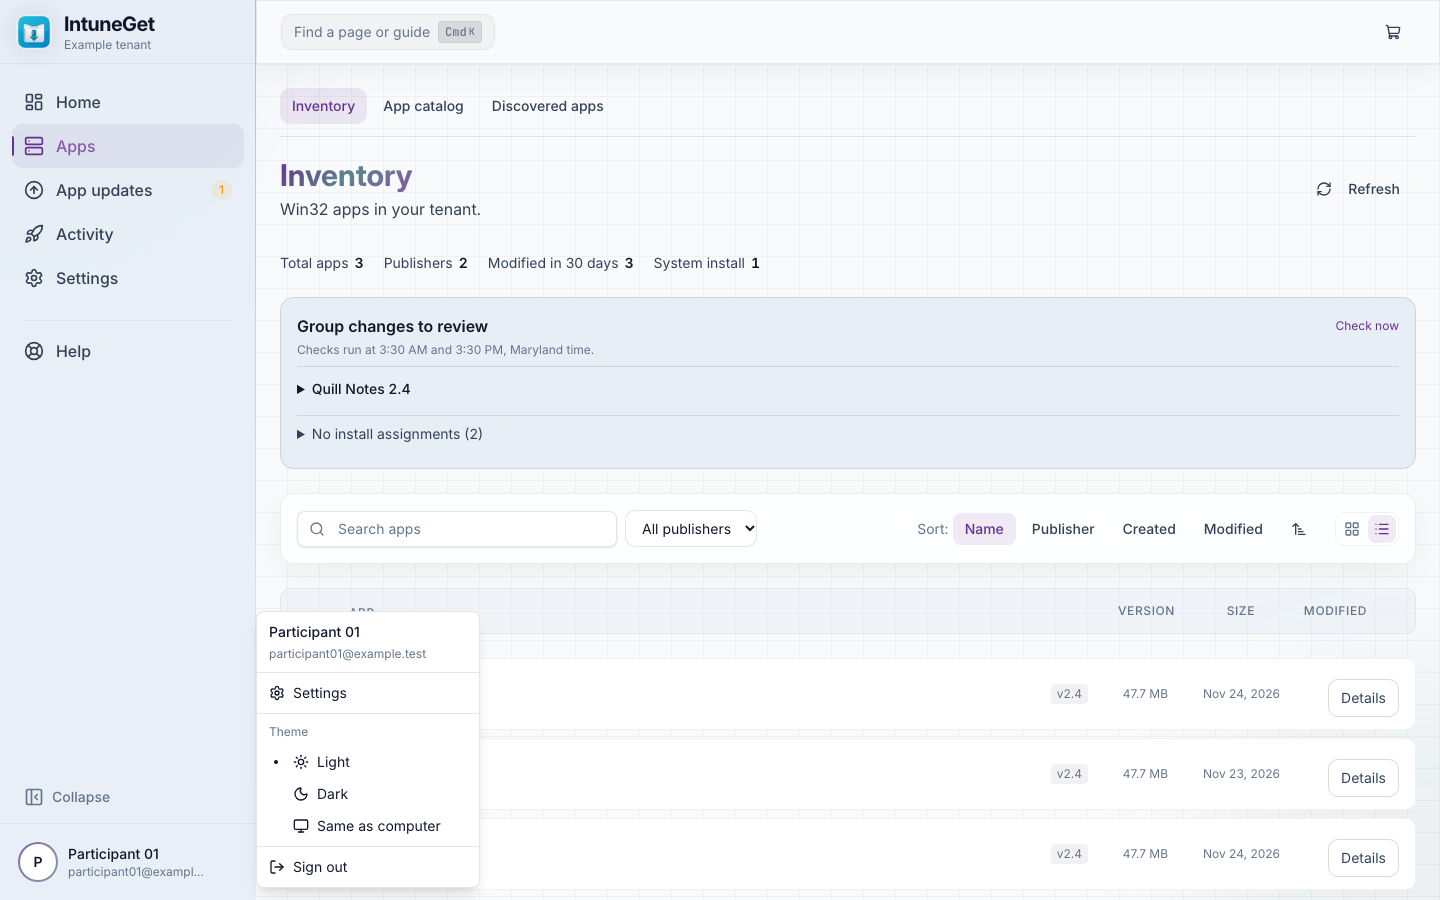 IntuneGet
Example tenant
Home
Apps
App updates 1
Activity
Settings
Help
Collapse
P
Participant 01
participant01@exampl...
Find a page or guide Cmd K
Inventory App catalog Discovered apps
Inventory
Win32 apps in your tenant.
Refresh
Total apps 3 Publishers 2 Modified in 30 days 3 System install 1
Group changes to review
Check now
Checks run at 3:30 AM and 3:30 PM, Maryland time.
Quill Notes 2.4
No install assignments (2)
Search apps All publishers Sort: Name Publisher Created Modified
APP VERSION SIZE MODIFIED
v2.4 47.7 MB Nov 24, 2026 Details
v2.4 47.7 MB Nov 23, 2026 Details
v2.4 47.7 MB Nov 24, 2026 Details
Participant 01
participant01@example.test
Settings
Theme
Light
Dark
Same as computer
Sign out